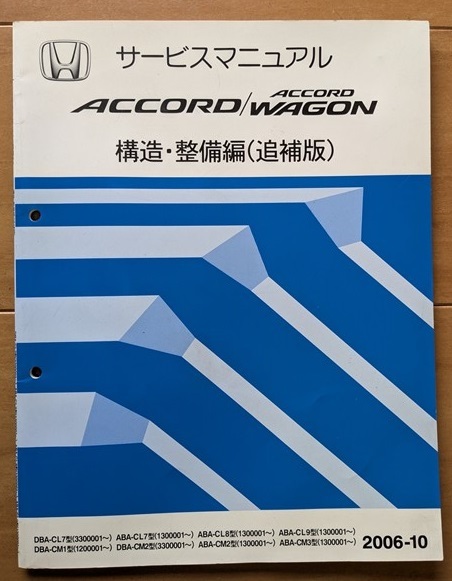 サービスマニュアル
ACCORD/ACCORD WAGON
構造・整備編(追補版)
DBA-CL7型(3300001〜) ABA-CL7型(1300001〜) ABA-CL8型(1300001〜) ABA-CL9型(1300001〜)
DBA-CM1型(1200001〜) DBA-CM2型(3300001〜) ABA-CM2型(1300001〜) ABA-CM3型(1300001〜)
2006-10